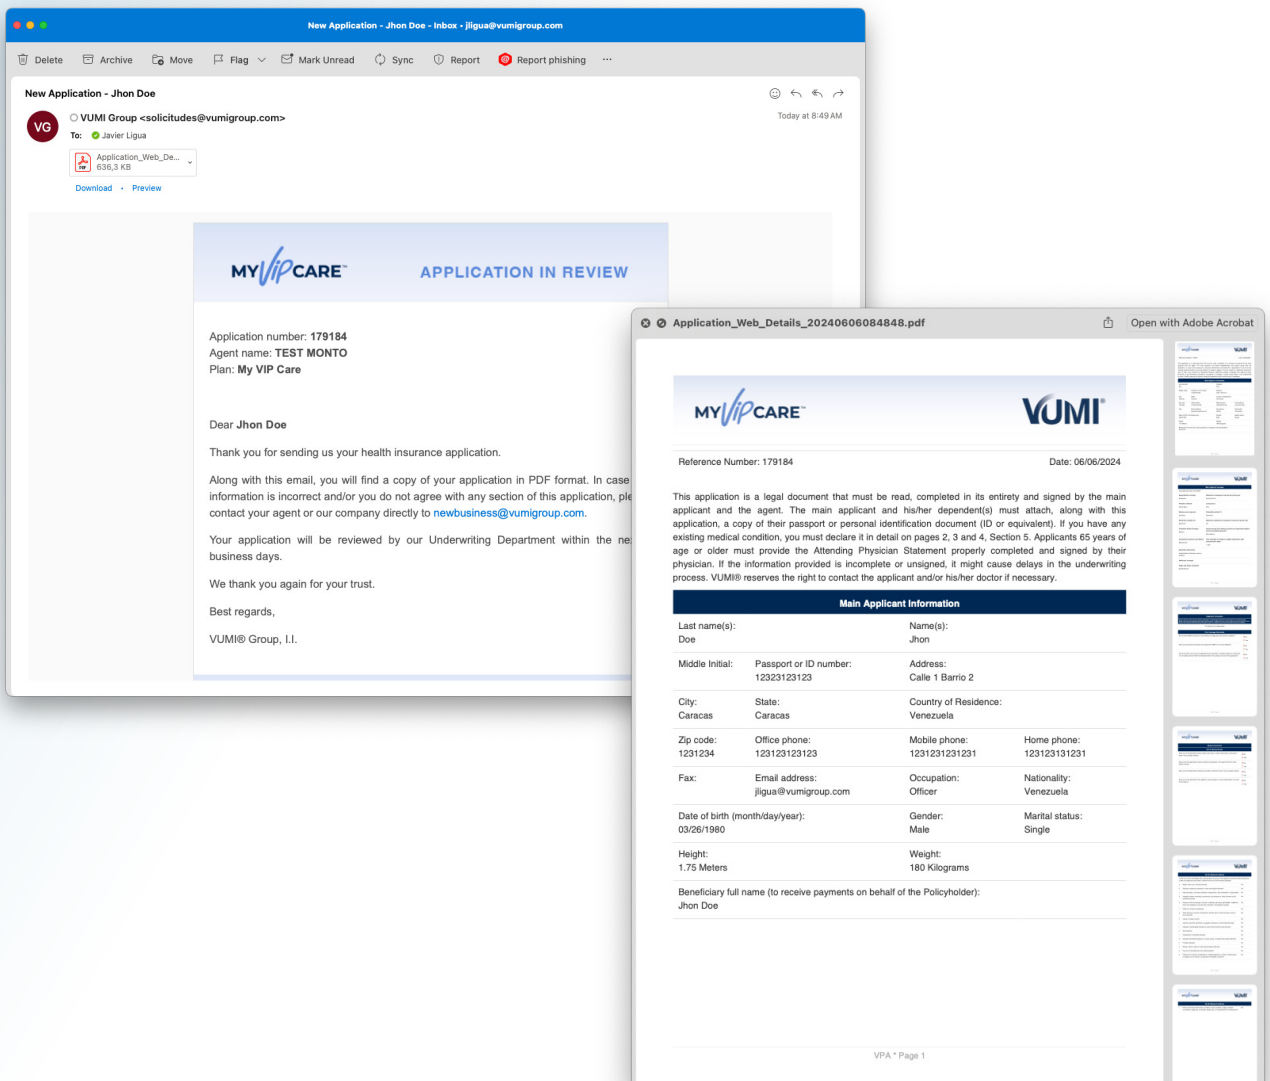 New Application - Jhon Doe - Inbox • jligua@vumigroup.com
Delete Archive Move Flag Mark Unread Sync Report Report phishing ...
New Application - Jhon Doe
VG
VUMI Group <solicitudes@vumigroup.com>
Today at 8:49 AM
To: Javier Ligua
Application_Web_De...
636,3 KB
Download • Preview
MY VIP CARE™
APPLICATION IN REVIEW
Application number: 179184
Agent name: TEST MONTO
Plan: My VIP Care
Dear Jhon Doe
Thank you for sending us your health insurance application.
Along with this email, you will find a copy of your application in PDF format. In case
information is incorrect and/or you do not agree with any section of this application, ple
contact your agent or our company directly to newbusiness@vumigroup.com.
Your application will be reviewed by our Underwriting Department within the ne
business days.
We thank you again for your trust.
Best regards,
VUMI® Group, I.I.
Application_Web_Details_20240606084848.pdf
Open with Adobe Acrobat
MY VIP CARE™
VUMI®
Reference Number: 179184 Date: 06/06/2024
This application is a legal document that must be read, completed in its entirety and signed by the main
applicant and the agent. The main applicant and his/her dependent(s) must attach, along with this
application, a copy of their passport or personal identification document (ID or equivalent). If you have any
existing medical condition, you must declare it in detail on pages 2, 3 and 4, Section 5. Applicants 65 years of
age or older must provide the Attending Physician Statement properly completed and signed by their
physician. If the information provided is incomplete or unsigned, it might cause delays in the underwriting
process. VUMI® reserves the right to contact the applicant and/or his/her doctor if necessary.
Main Applicant Information
Last name(s): Name(s):
Doe Jhon
Middle Initial: Passport or ID number: Address:
12323123123 Calle 1 Barrio 2
City: State: Country of Residence:
Caracas Caracas Venezuela
Zip code: Office phone: Mobile phone: Home phone:
1231234 123123123123 1231231231231 123123131231
Fax: Email address: Occupation: Nationality:
jligua@vumigroup.com Officer Venezuela
Date of birth (month/day/year): Gender: Marital status:
03/26/1980 Male Single
Height: Weight:
1.75 Meters 180 Kilograms
Beneficiary full name (to receive payments on behalf of the Policyholder):
Jhon Doe
VPA * Page 1